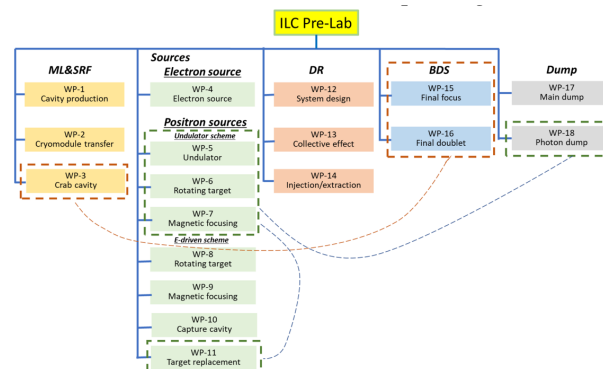 ILC Pre-Lab
ML&SRF
WP-1
Cavity production
WP-2
Cryomodule transfer
WP-3
Crab cavity
Sources
Electron source
WP-4
Electron source
Positron sources
Undulator scheme
WP-5
Undulator
WP-6
Rotating target
WP-7
Magnetic focusing
E-driven scheme
WP-8
Rotating target
WP-9
Magnetic focusing
WP-10
Capture cavity
WP-11
Target replacement
DR
WP-12
System design
WP-13
Collective effect
WP-14
Injection/extraction
BDS
WP-15
Final focus
WP-16
Final doublet
Dump
WP-17
Main dump
WP-18
Photon dump